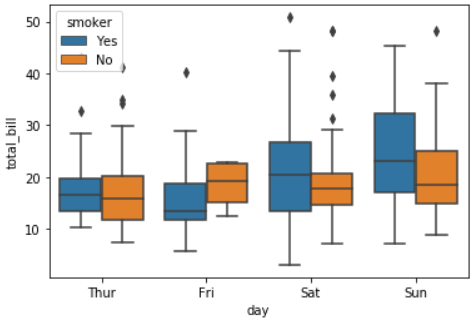 smoker
Yes
No
50
40
30
20
10
total_bill
Thur
Fri
Sat
Sun
day